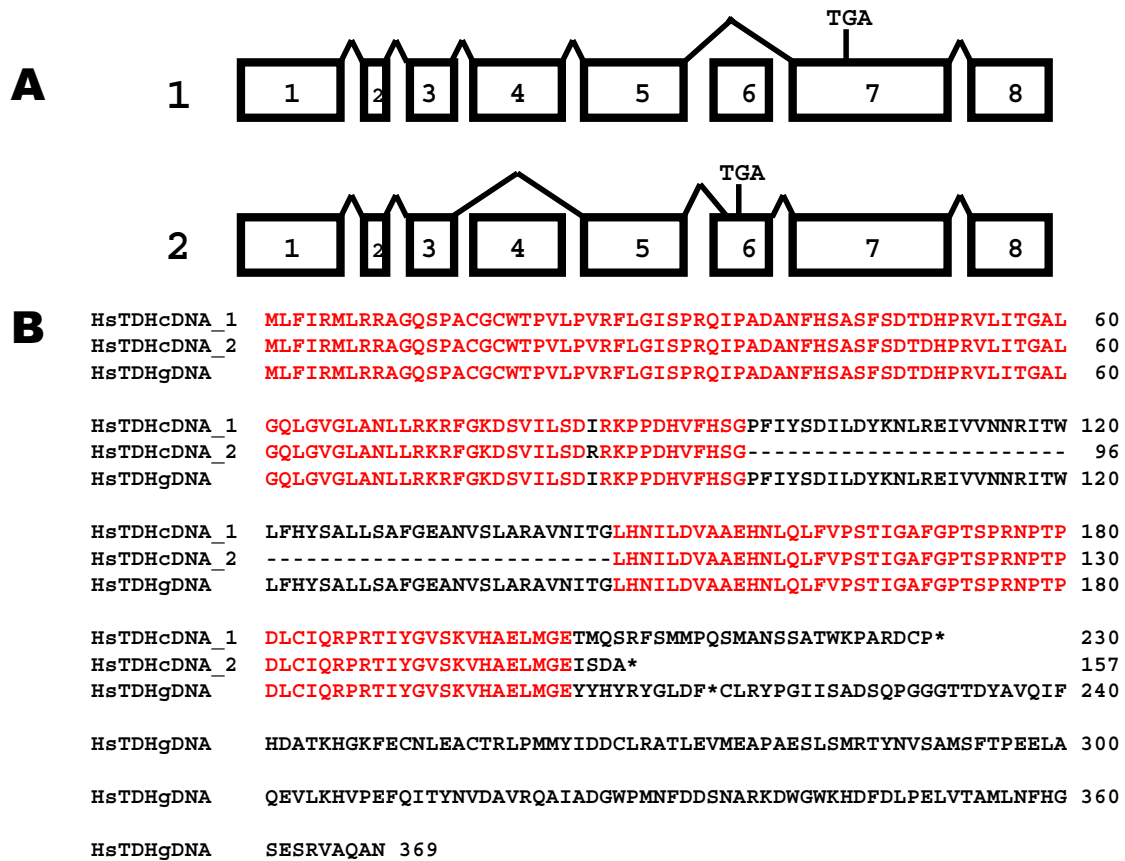 TGA
A 1 1 2 3 4 5 6 7 8
TGA
2 1 2 3 4 5 6 7 8
B
HsTDHcDNA_1 MLFIRMLRRAGQSPACGCWTPVLPVRFLGISPRQIPADANFHSASFSDTDHPRVLITGAL 60
HsTDHcDNA_2 MLFIRMLRRAGQSPACGCWTPVLPVRFLGISPRQIPADANFHSASFSDTDHPRVLITGAL 60
HsTDHgDNA MLFIRMLRRAGQSPACGCWTPVLPVRFLGISPRQIPADANFHSASFSDTDHPRVLITGAL 60
HsTDHcDNA_1 GQLGVGLANLLRKRFGKDSVILSDIRKPPDHVFHSGPFIYSDILDYKNLREIVVNNRITW 120
HsTDHcDNA_2 GQLGVGLANLLRKRFGKDSVILSDRRKPPDHVFHSG------------------------ 96
HsTDHgDNA GQLGVGLANLLRKRFGKDSVILSDIRKPPDHVFHSGPFIYSDILDYKNLREIVVNNRITW 120
HsTDHcDNA_1 LFHYSALLSAFGEANVSLARAVNITGLHNILDVAAEHNLQLFVPSTIGAFGPTSPRNPTP 180
HsTDHcDNA_2 --------------------------LHNILDVAAEHNLQLFVPSTIGAFGPTSPRNPTP 130
HsTDHgDNA LFHYSALLSAFGEANVSLARAVNITGLHNILDVAAEHNLQLFVPSTIGAFGPTSPRNPTP 180
HsTDHcDNA_1 DLCIQRPRTIYGVSKVHAELMGETMQSRFSMMPQSMANSSATWKPARDCP* 230
HsTDHcDNA_2 DLCIQRPRTIYGVSKVHAELMGEISDA* 157
HsTDHgDNA DLCIQRPRTIYGVSKVHAELMGEYYHYRYGLDF*CLRYPGIISADSQPGGGTTDYAVQIF 240
HsTDHgDNA HDATKHGKFECNLEACTRLPMMYIDDCLRATLEVMEAPAESLSMRTYNVSAMSFTPEELA 300
HsTDHgDNA QEVLKHVPEFQITYNVDAVRQAIADGWPMNFDDSNARKDWGWKHDFDLPELVTAMLNFHG 360
HsTDHgDNA SESRVAQAN 369